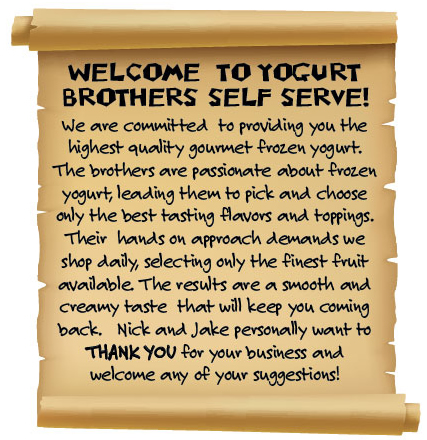 WELCOME TO YOGURT
BROTHERS SELF SERVE!
We are committed to providing you the
highest quality gourmet frozen yogurt.
The brothers are passionate about frozen
yogurt, leading them to pick and choose
only the best tasting flavors and toppings.
Their hands on approach demands we
shop daily, selecting only the finest fruit
available. The results are a smooth and
creamy taste that will keep you coming
back. Nick and Jake personally want to
THANK YOU for your business and
welcome any of your suggestions!